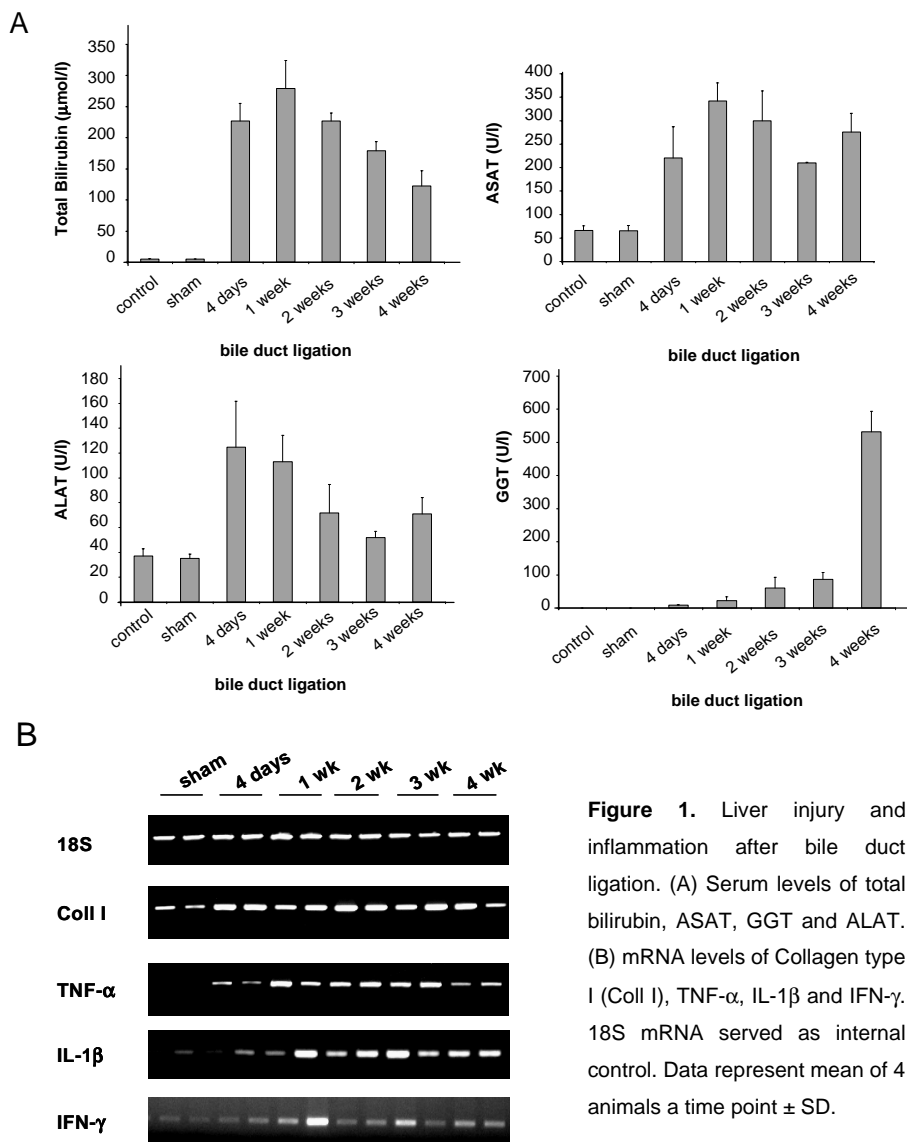 A
Total Bilirubin (μmol/l)
350
300
250
200
150
100
50
0
control
sham
4 days
1 week
2 weeks
3 weeks
4 weeks
bile duct ligation
ASAT (U/l)
400
350
300
250
200
150
100
50
0
control
sham
4 days
1 week
2 weeks
3 weeks
4 weeks
bile duct ligation
ALAT (U/l)
180
160
140
120
100
80
60
40
20
0
control
sham
4 days
1 week
2 weeks
3 weeks
4 weeks
bile duct ligation
GGT (U/l)
700
600
500
400
300
200
100
0
control
sham
4 days
1 week
2 weeks
3 weeks
4 weeks
bile duct ligation
B
sham 4 days 1 wk 2 wk 3 wk 4 wk
18S
Coll I
TNF-α
IL-1β
IFN-γ
Figure 1. Liver injury and
inflammation after bile duct
ligation. (A) Serum levels of total
bilirubin, ASAT, GGT and ALAT.
(B) mRNA levels of Collagen type
I (Coll I), TNF-α, IL-1β and IFN-γ.
18S mRNA served as internal
control. Data represent mean of 4
animals a time point ± SD.